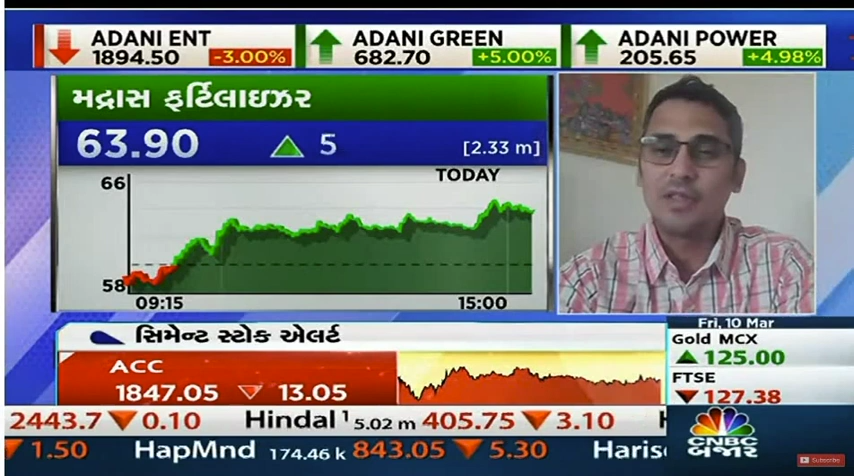 ADANI ENT
1894.50 -3.00%
ADANI GREEN
682.70 +5.00%
ADANI POWER
205.65 +4.98%
મદ્રાસ ફર્ટિલાઇઝર
63.90 5 [2.33 m]
TODAY
66
58
09:15 15:00
સિમેન્ટ સ્ટોક એલર્ટ
ACC
1847.05 13.05
Fri, 10 Mar
Gold MCX
125.00
FTSE
127.38
2443.7 0.10 Hindal 5.02 m 405.75 3.10
1.50 HapMnd 174.46 k 843.05 5.30 Haris
CNBC
બજાર
Subscribe